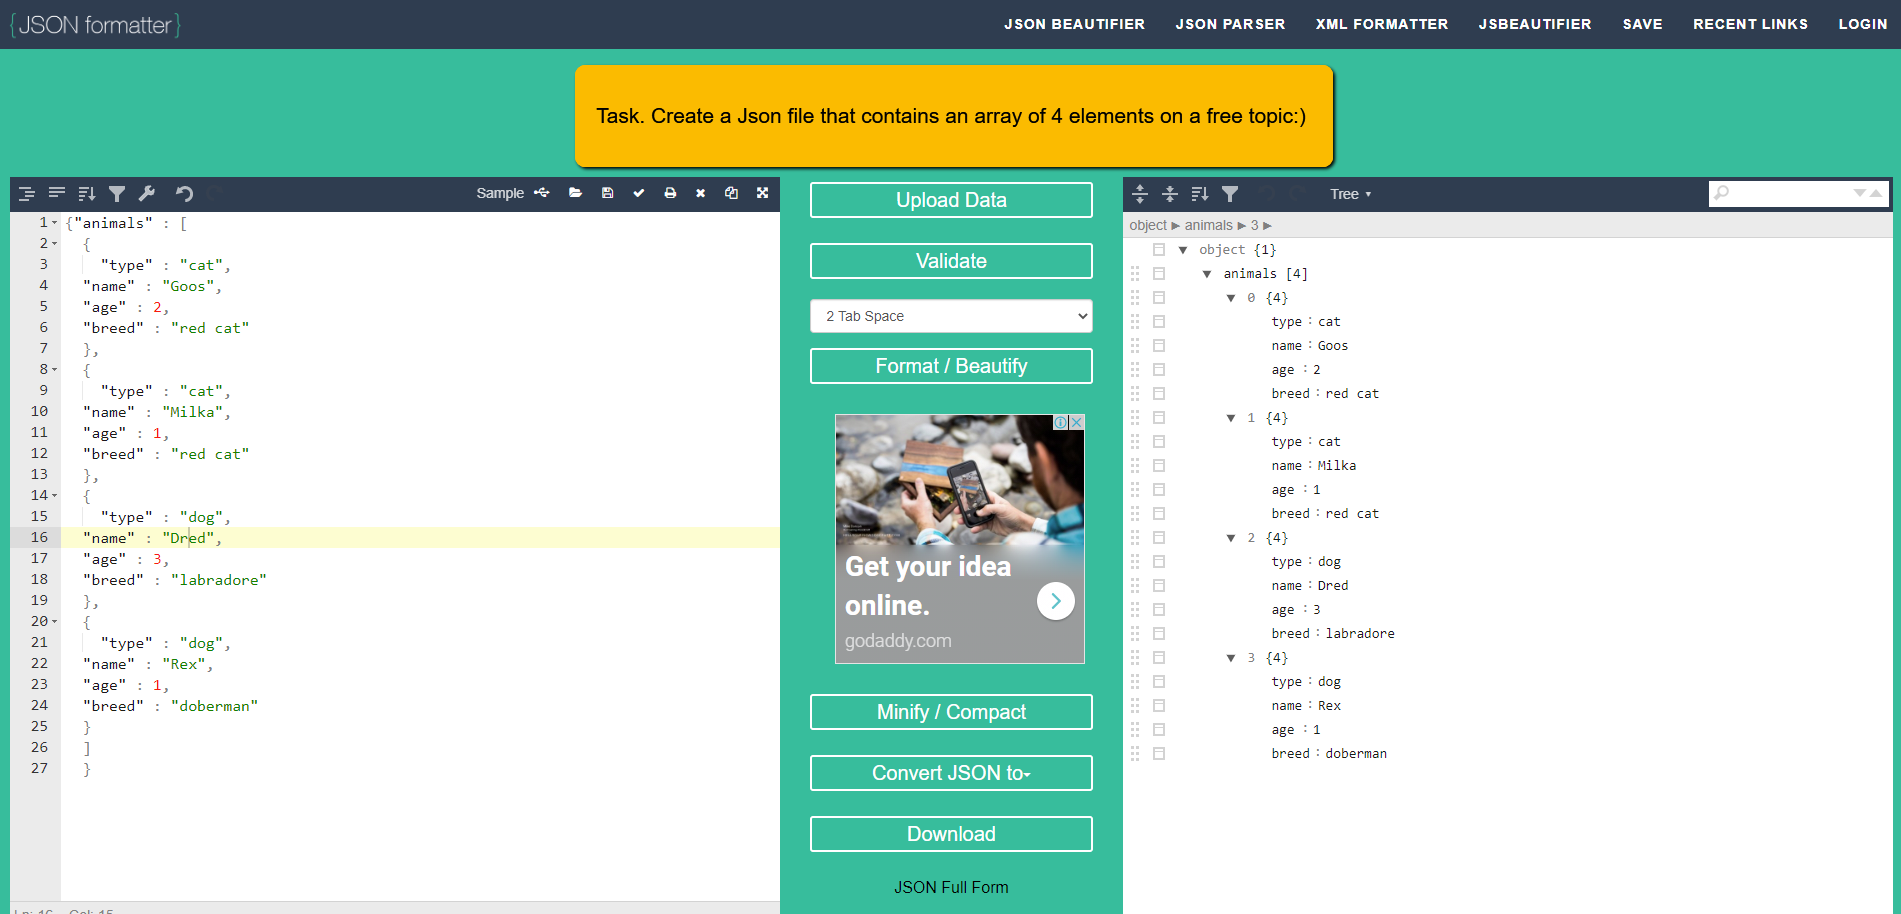 {JSON formatter}
JSON BEAUTIFIER JSON PARSER XML FORMATTER JSBEAUTIFIER SAVE RECENT LINKS LOGIN
Task. Create a Json file that contains an array of 4 elements on a free topic:)
Sample
1 {"animals" : [
2 {
3 "type" : "cat",
4 "name" : "Goos",
5 "age" : 2,
6 "breed" : "red cat"
7 },
8 {
9 "type" : "cat",
10 "name" : "Milka",
11 "age" : 1,
12 "breed" : "red cat"
13 },
14 {
15 "type" : "dog",
16 "name" : "Dred",
17 "age" : 3,
18 "breed" : "labradore"
19 },
20 {
21 "type" : "dog",
22 "name" : "Rex",
23 "age" : 1,
24 "breed" : "doberman"
25 }
26 ]
27 }
Ln: 16 Col: 15
Upload Data
Validate
2 Tab Space
Format / Beautify
Get your idea
online.
godaddy.com
Minify / Compact
Convert JSON to
Download
JSON Full Form
Tree
object ▶ animals ▶ 3 ▶
object {1}
animals [4]
0 {4}
type : cat
name : Goos
age : 2
breed : red cat
1 {4}
type : cat
name : Milka
age : 1
breed : red cat
2 {4}
type : dog
name : Dred
age : 3
breed : labradore
3 {4}
type : dog
name : Rex
age : 1
breed : doberman